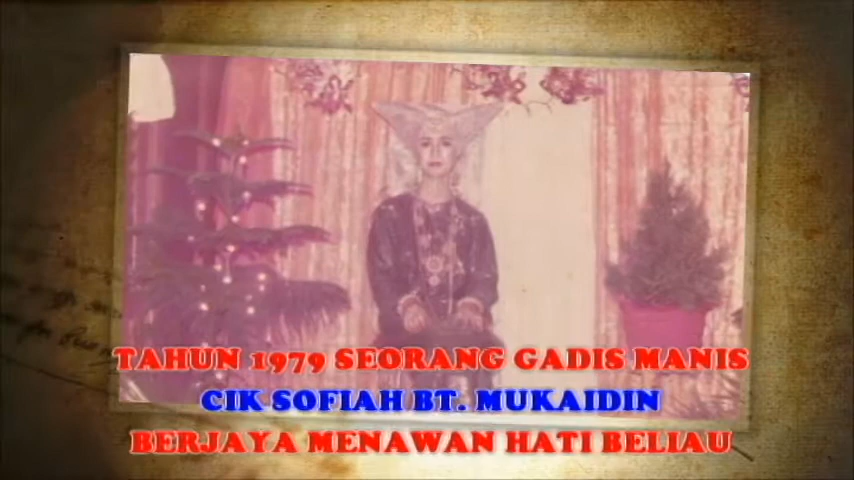 TAHUN 1979 SEORANG GADIS MANIS
CIK SOFIAH BT. MUKAIDIN
BERJAYA MENAWAN HATI BELIAU